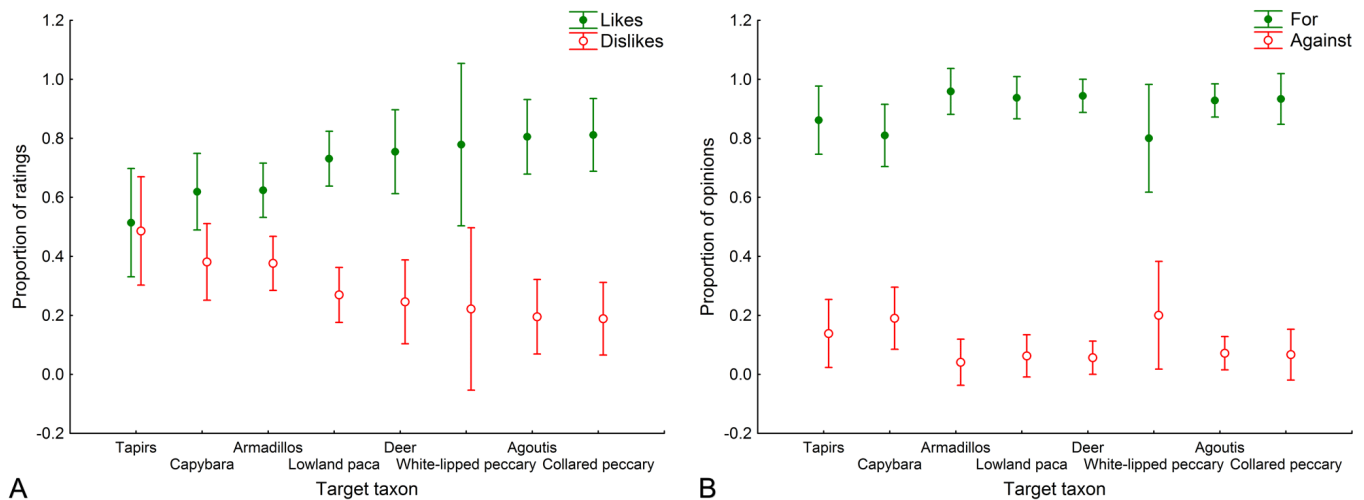 1.2
1.0
0.8
0.6
0.4
0.2
0.0
-0.2
Proportion of ratings
Likes
Dislikes
Tapirs
Capybara
Armadillos
Lowland paca
Deer
White-lipped peccary
Agoutis
Collared peccary
Target taxon
A
1.2
1.0
0.8
0.6
0.4
0.2
0.0
-0.2
Proportion of opinions
For
Against
Tapirs
Capybara
Armadillos
Lowland paca
Deer
White-lipped peccary
Agoutis
Collared peccary
Target taxon
B